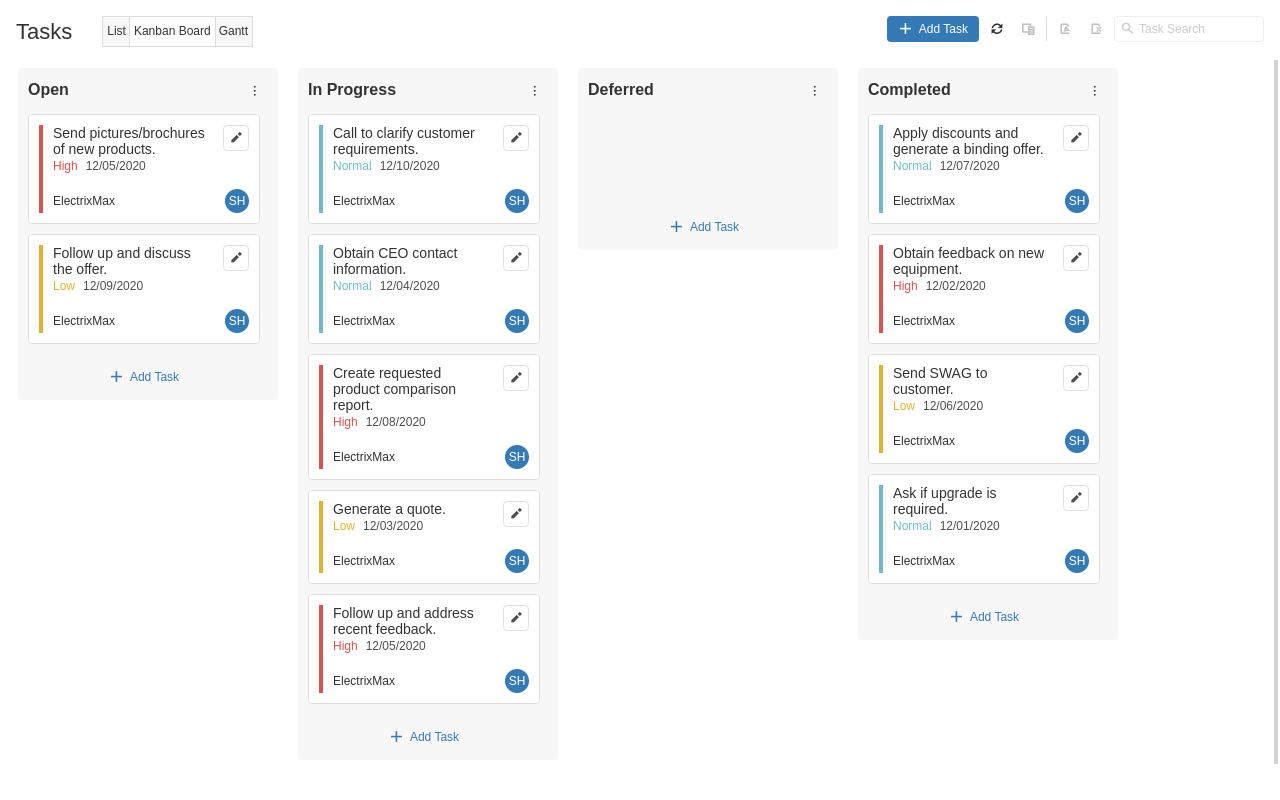 Tasks
List Kanban Board Gantt
Add Task
Task Search
Open
Send pictures/brochures
of new products.
High 12/05/2020
ElectrixMax
SH
Follow up and discuss
the offer.
Low 12/09/2020
ElectrixMax
SH
Add Task
In Progress
Call to clarify customer
requirements.
Normal 12/10/2020
ElectrixMax
SH
Obtain CEO contact
information.
Normal 12/04/2020
ElectrixMax
SH
Create requested
product comparison
report.
High 12/08/2020
ElectrixMax
SH
Generate a quote.
Low 12/03/2020
ElectrixMax
SH
Follow up and address
recent feedback.
High 12/05/2020
ElectrixMax
SH
Add Task
Deferred
Add Task
Completed
Apply discounts and
generate a binding offer.
Normal 12/07/2020
ElectrixMax
SH
Obtain feedback on new
equipment.
High 12/02/2020
ElectrixMax
SH
Send SWAG to
customer.
Low 12/06/2020
ElectrixMax
SH
Ask if upgrade is
required.
Normal 12/01/2020
ElectrixMax
SH
Add Task